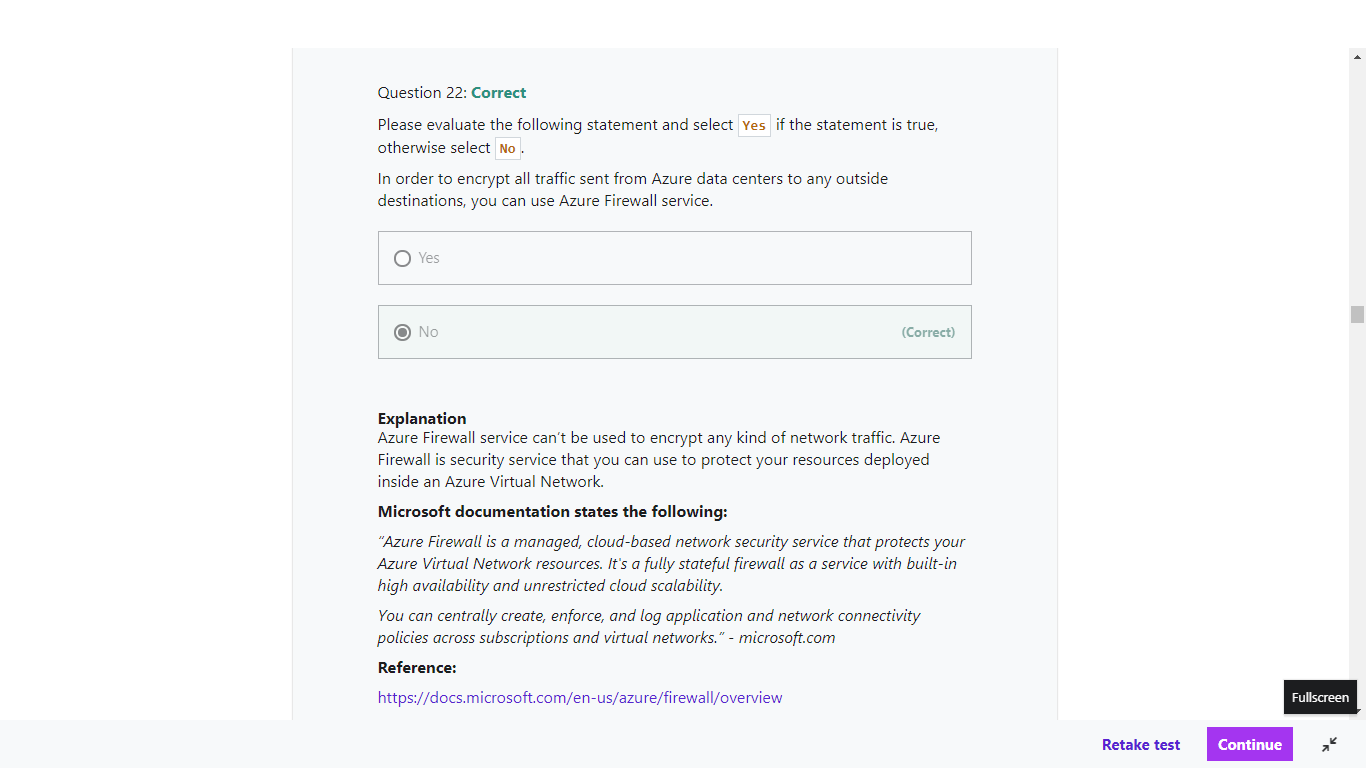 Question 22: Correct
Please evaluate the following statement and select Yes if the statement is true,
otherwise select No.
In order to encrypt all traffic sent from Azure data centers to any outside
destinations, you can use Azure Firewall service.
Yes
No (Correct)
Explanation
Azure Firewall service can’t be used to encrypt any kind of network traffic. Azure
Firewall is security service that you can use to protect your resources deployed
inside an Azure Virtual Network.
Microsoft documentation states the following:
“Azure Firewall is a managed, cloud-based network security service that protects your
Azure Virtual Network resources. It's a fully stateful firewall as a service with built-in
high availability and unrestricted cloud scalability.
You can centrally create, enforce, and log application and network connectivity
policies across subscriptions and virtual networks.” - microsoft.com
Reference:
https://docs.microsoft.com/en-us/azure/firewall/overview
Fullscreen
Retake test Continue